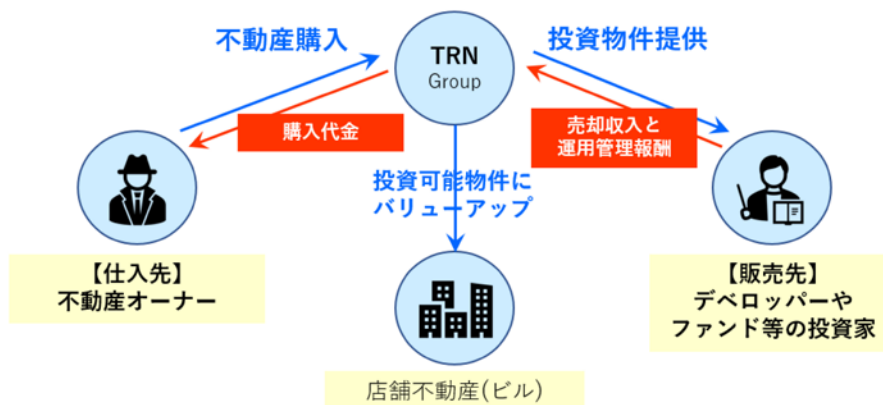 不動産購入
TRN
Group
投資物件提供
購入代金
売却収入と
運用管理報酬
投資可能物件に
バリューアップ
【仕入先】
不動産オーナー
【販売先】
デベロッパーや
ファンド等の投資家
店舗不動産(ビル)